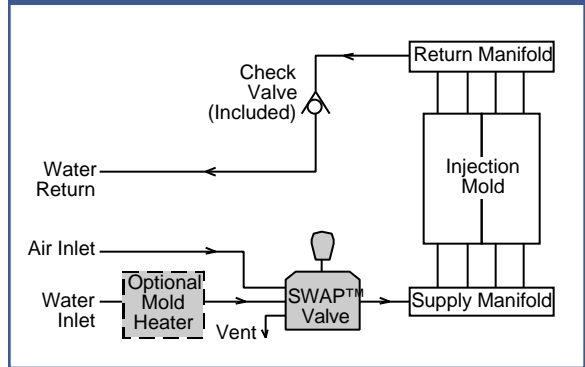 Return Manifold
Check
Valve
(Included)
Water
Return
Injection
Mold
Air Inlet
Optional
Mold
Heater
Water
Inlet
SWAP™
Valve
Vent
Supply Manifold